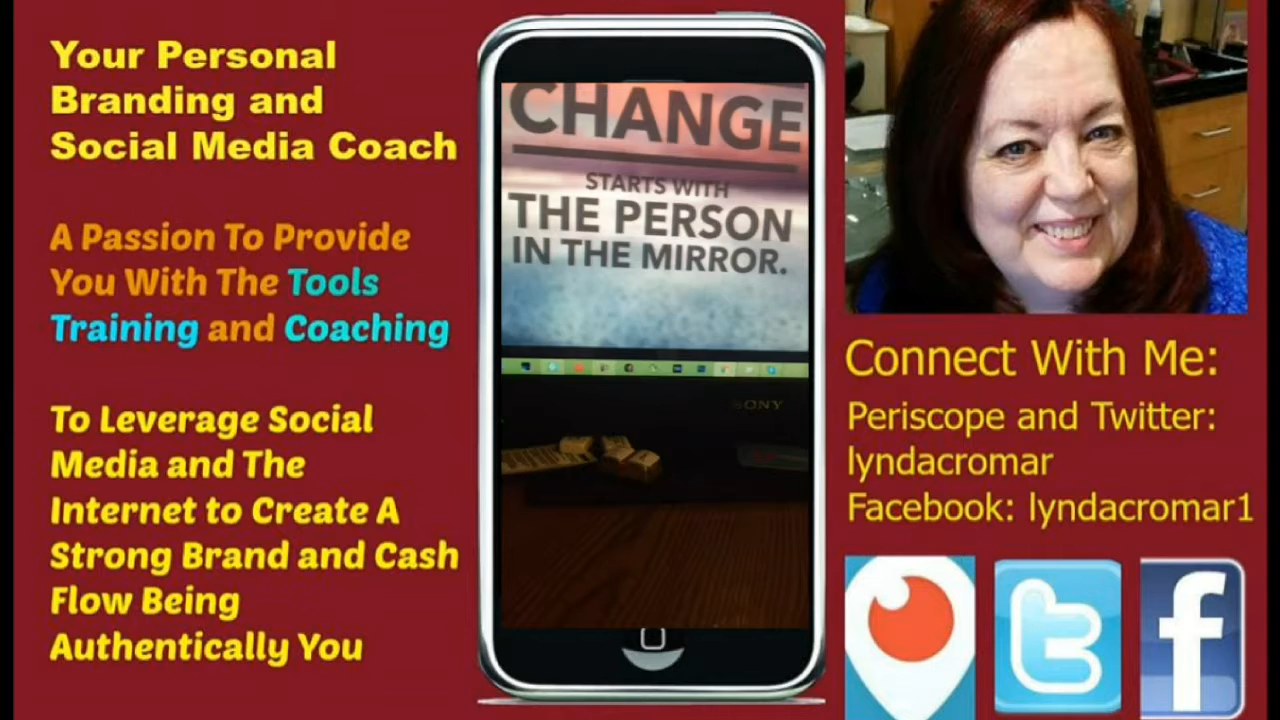 Your Personal
Branding and
Social Media Coach
A Passion To Provide
You With The Tools
Training and Coaching
To Leverage Social
Media and The
Internet to Create A
Strong Brand and Cash
Flow Being
Authentically You
CHANGE
STARTS WITH
THE PERSON
IN THE MIRROR.
SONY
Connect With Me:
Periscope and Twitter:
lyndacromar
Facebook: lyndacromar1